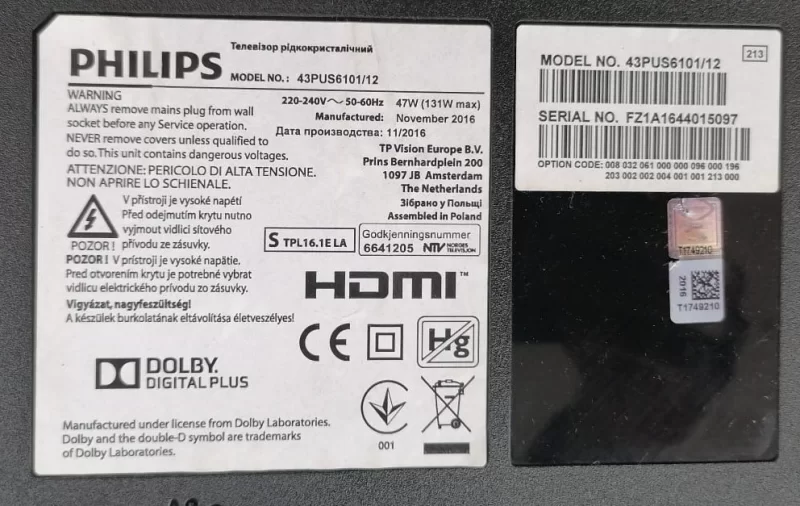 PHILIPS
Телевізор рідкокристалічний
MODEL NO.: 43PUS6101/12
WARNING
ALWAYS remove mains plug from wall
socket before any Service operation.
NEVER remove covers unless qualified to
do so. This unit contains dangerous voltages.
ATTENZIONE: PERICOLO DI ALTA TENSIONE.
NON APRIRE LO SCHIENALE.
220-240V~ 50-60Hz 47W (131W max)
Manufactured: November 2016
Дата производства: 11/2016
TP Vision Europe B.V.
Prins Bernhardplein 200
1097 JB Amsterdam
The Netherlands
Зібрано у Польщі
Assembled in Poland
V přístroji je vysoké napětí
Před odejmutím krytu nutno
vyjmout vidlici síťového
POZOR! přívodu ze zásuvky.
POZOR! V prístroji je vysoké napätie.
Pred otvorením krytu je potrebné vybrat
vidlicu elektrického prívodu zo zásuvky.
Vigyázat, nagyfeszültség!
A készülek burkolatának eltávolítása életveszélyes!
S TPL16.1E LA
Godkjenningsnummer
6641205 NTV NORGES TELEVISION
HDMI™
CE
Hg
DOLBY
DIGITAL PLUS
001
Manufactured under license from Dolby Laboratories.
Dolby and the double-D symbol are trademarks
of Dolby Laboratories.
213
MODEL NO. 43PUS6101/12
SERIAL NO. FZ1A1644015097
OPTION CODE: 008 032 061 000 000 096 000 196
203 002 002 004 001 001 213 000
T1749210
2016
T1749210